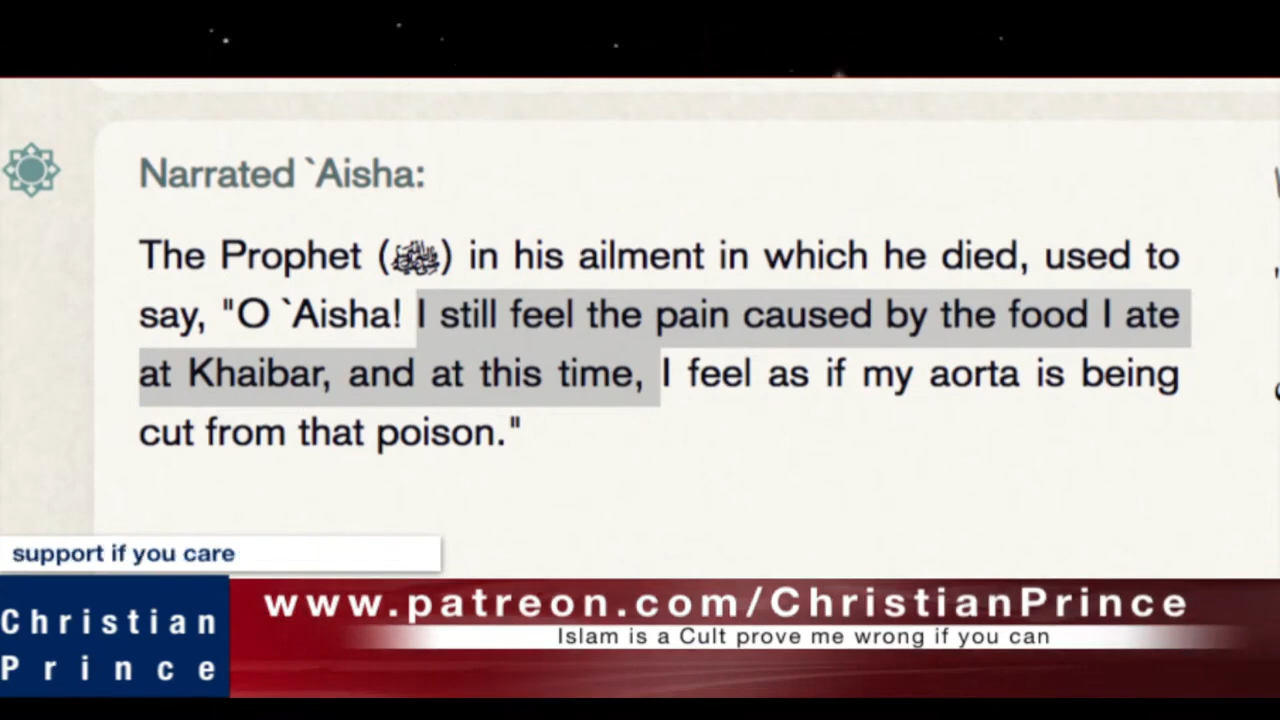 Narrated `Aisha:
The Prophet (ﷺ) in his ailment in which he died, used to
say, "O `Aisha! I still feel the pain caused by the food I ate
at Khaibar, and at this time, I feel as if my aorta is being
cut from that poison."
support if you care
Christian
Prince
www.patreon.com/ChristianPrince
Islam is a Cult prove me wrong if you can